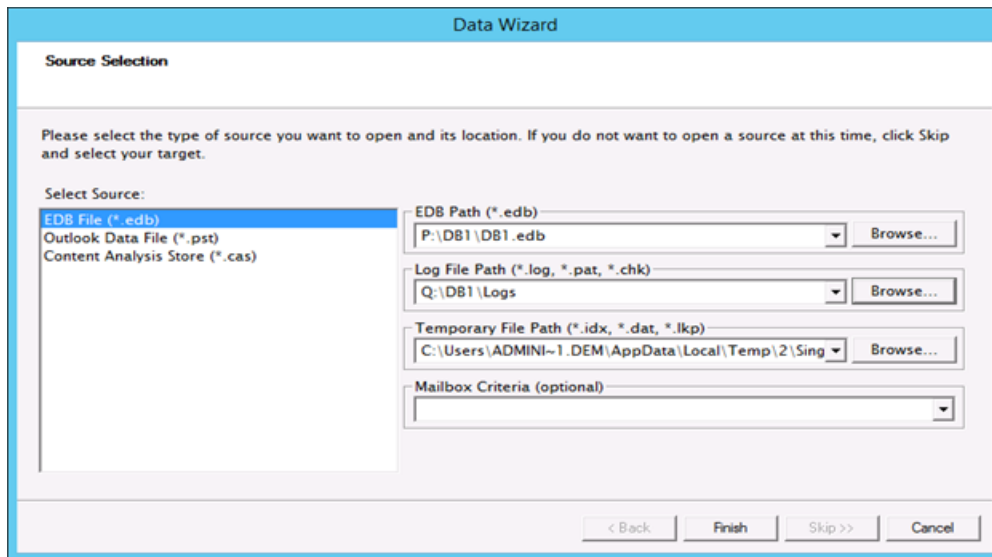 Data Wizard
Source Selection
Please select the type of source you want to open and its location. If you do not want to open a source at this time, click Skip
and select your target.
Select Source:
EDB File (*.edb)
Outlook Data File (*.pst)
Content Analysis Store (*.cas)
EDB Path (*.edb)
P:\DB1\DB1.edb
Browse...
Log File Path (*.log, *.pat, *.chk)
Q:\DB1\Logs
Browse...
Temporary File Path (*.idx, *.dat, *.lkp)
C:\Users\ADMINI~1.DEM\AppData\Local\Temp\2\Sing
Browse...
Mailbox Criteria (optional)
< Back
Finish
Skip >>
Cancel